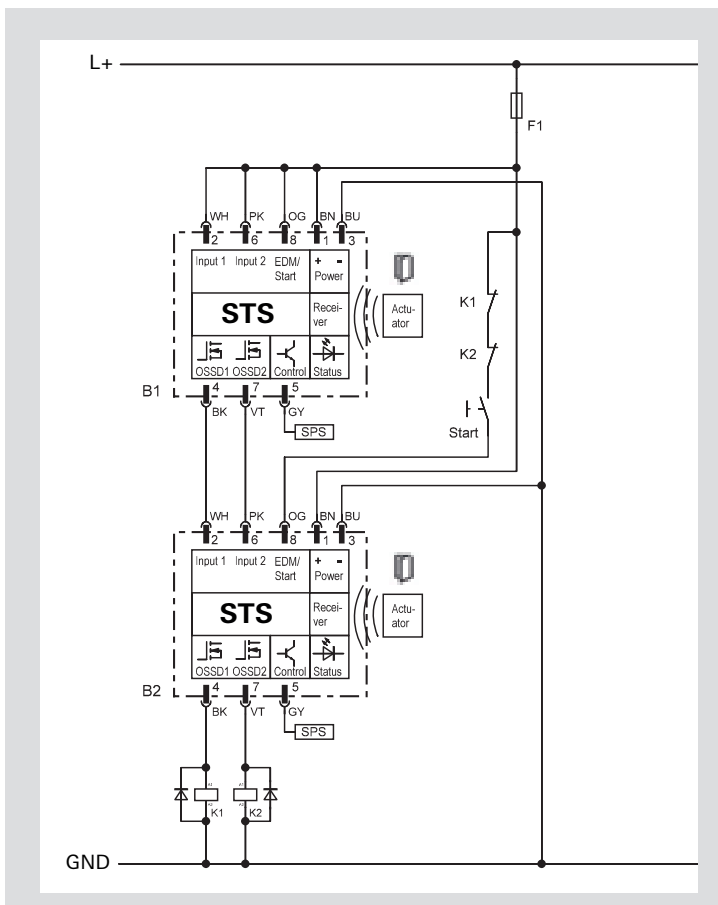 L+
F1
WH PK OG BN BU
2 6 8 1 3
Input 1 Input 2 EDM/ + -
Start Power
STS
Recei-
ver
Actu-
ator
OSSD1 OSSD2 Control Status
B1
4 7 5
BK VT GY
SPS
K1
K2
Start
WH PK OG BN BU
2 6 8 1 3
Input 1 Input 2 EDM/ + -
Start Power
STS
Recei-
ver
Actu-
ator
OSSD1 OSSD2 Control Status
B2
4 7 5
BK VT GY
SPS
K1 K2
GND